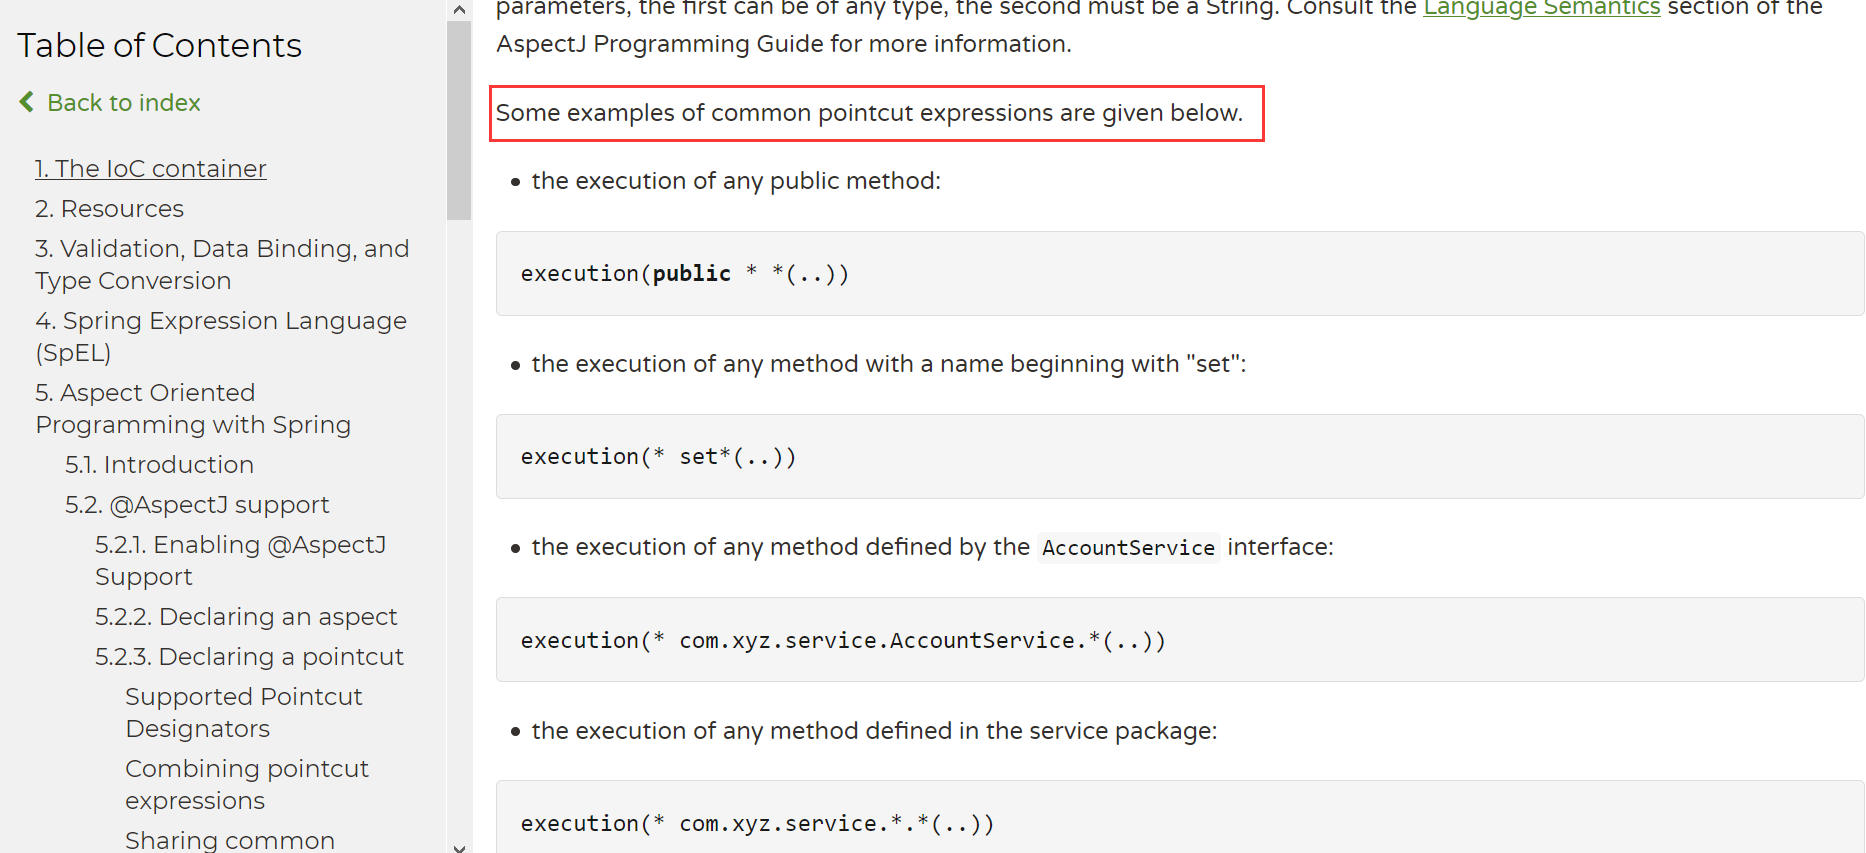 Table of Contents
Back to index
1. The IoC container
2. Resources
3. Validation, Data Binding, and
Type Conversion
4. Spring Expression Language
(SpEL)
5. Aspect Oriented
Programming with Spring
5.1. Introduction
5.2. @AspectJ support
5.2.1. Enabling @AspectJ
Support
5.2.2. Declaring an aspect
5.2.3. Declaring a pointcut
Supported Pointcut
Designators
Combining pointcut
expressions
Sharing common
parameters, the first can be of any type, the second must be a String. Consult the Language Semantics section of the
AspectJ Programming Guide for more information.
Some examples of common pointcut expressions are given below.
• the execution of any public method:
execution(public * *(..))
• the execution of any method with a name beginning with "set":
execution(* set*(..))
• the execution of any method defined by the AccountService interface:
execution(* com.xyz.service.AccountService.*(..))
• the execution of any method defined in the service package:
execution(* com.xyz.service.*.*(..))